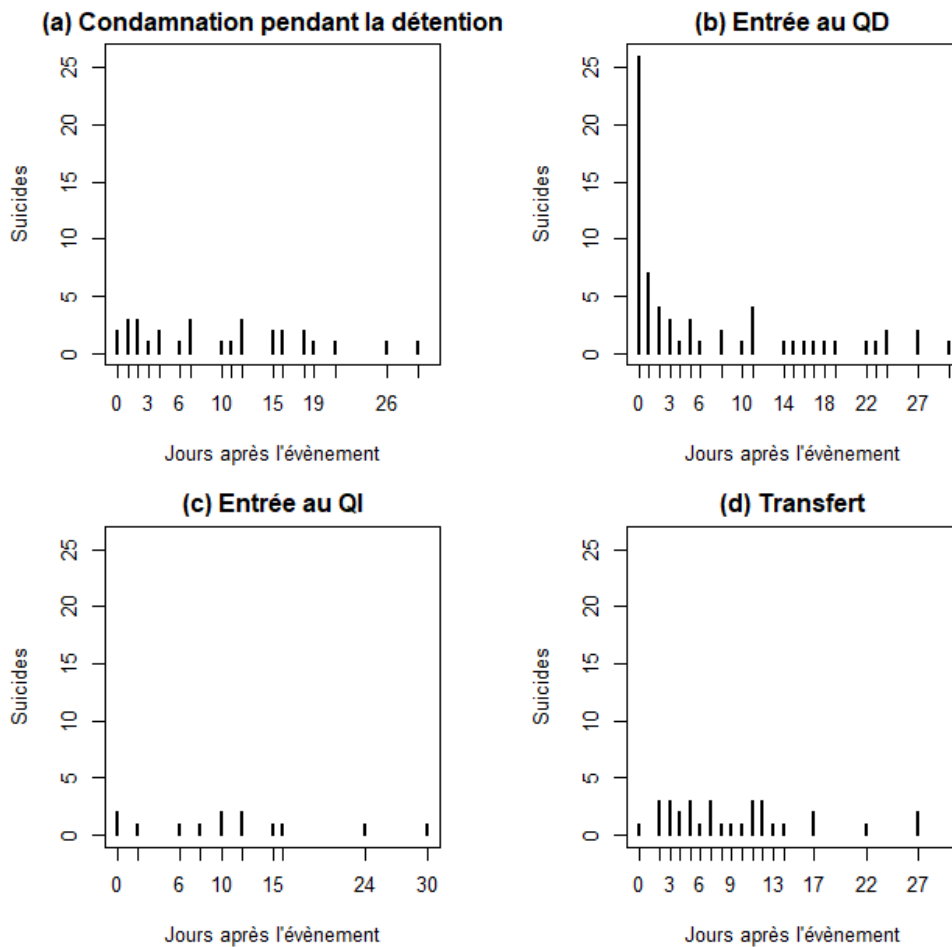 (a) Condamnation pendant la détention
25
20
15
10
5
0
Suicides
0 3 6 10 15 19 26
Jours après l'évènement
(b) Entrée au QD
25
20
15
10
5
0
Suicides
0 3 6 10 14 18 22 27
Jours après l'évènement
(c) Entrée au QI
25
20
15
10
5
0
Suicides
0 6 10 15 24 30
Jours après l'évènement
(d) Transfert
25
20
15
10
5
0
Suicides
0 3 6 9 13 17 22 27
Jours après l'évènement